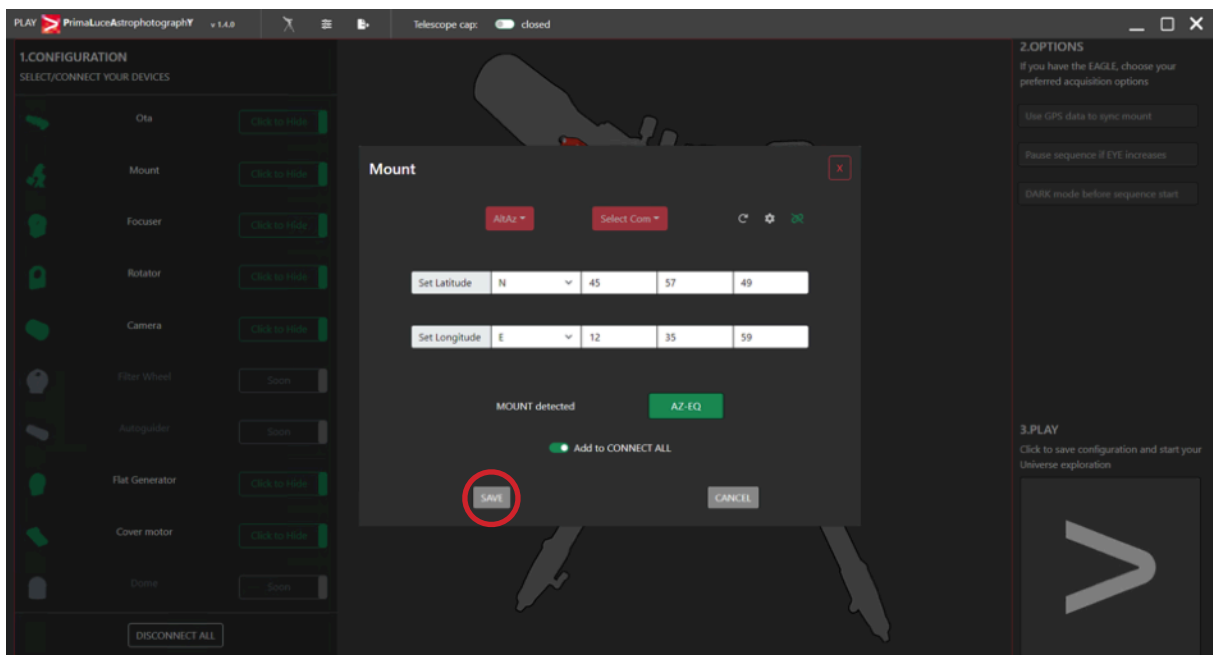 PLAY PrimaLuceAstrophotographY v 1.4.0
Telescope cap: closed
1.CONFIGURATION
SELECT/CONNECT YOUR DEVICES
Ota Click to Hide
Mount Click to Hide
Focuser Click to Hide
Rotator Click to Hide
Camera Click to Hide
Filter Wheel Soon
Autoguider Soon
Flat Generator Click to Hide
Cover motor Click to Hide
Dome Soon
DISCONNECT ALL
Mount
X
AltAz Select Com
Set Latitude N 45 57 49
Set Longitude E 12 35 59
MOUNT detected AZ-EQ
Add to CONNECT ALL
SAVE CANCEL
2.OPTIONS
If you have the EAGLE, choose your
preferred acquisition options
Use GPS data to sync mount
Pause sequence if EYE increases
DARK mode before sequence start
3.PLAY
Click to save configuration and start your
Universe exploration